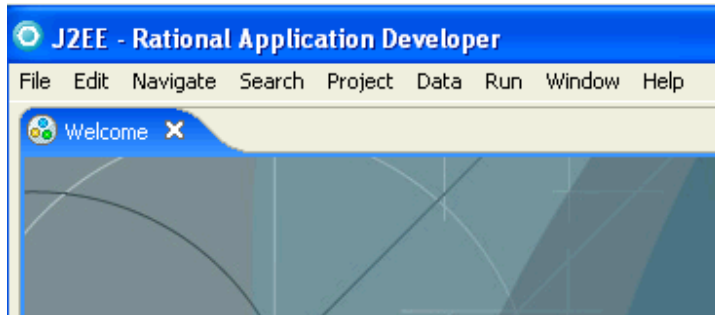 J2EE - Rational Application Developer
File Edit Navigate Search Project Data Run Window Help
Welcome